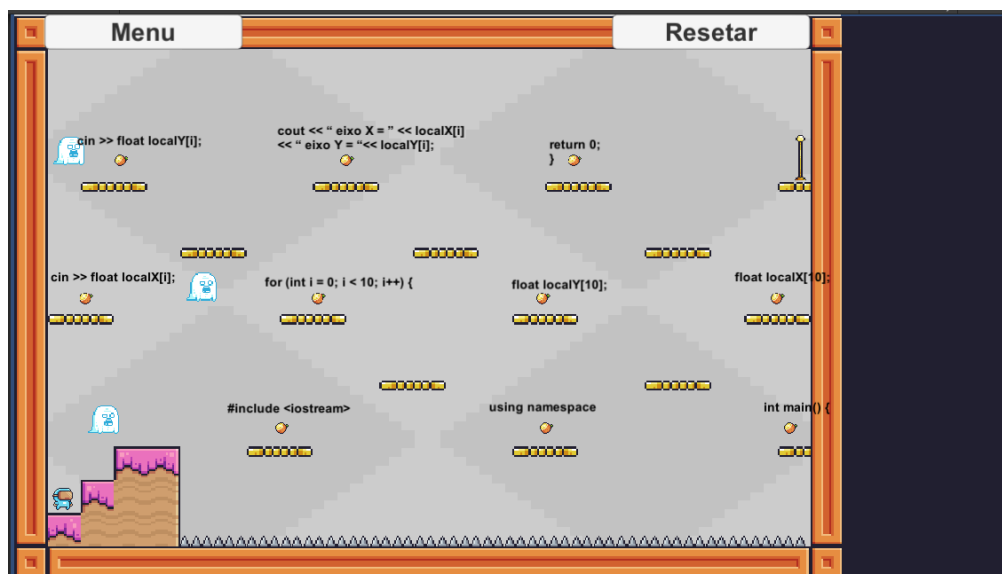 Menu
Resetar
cin >> float localY[i];
cout << “ eixo X = ” << localX[i]
<< “ eixo Y = “<< localY[i];
return 0;
}
cin >> float localX[i];
for (int i = 0; i < 10; i++) {
float localY[10];
float localX[10];
#include <iostream>
using namespace
int main() {